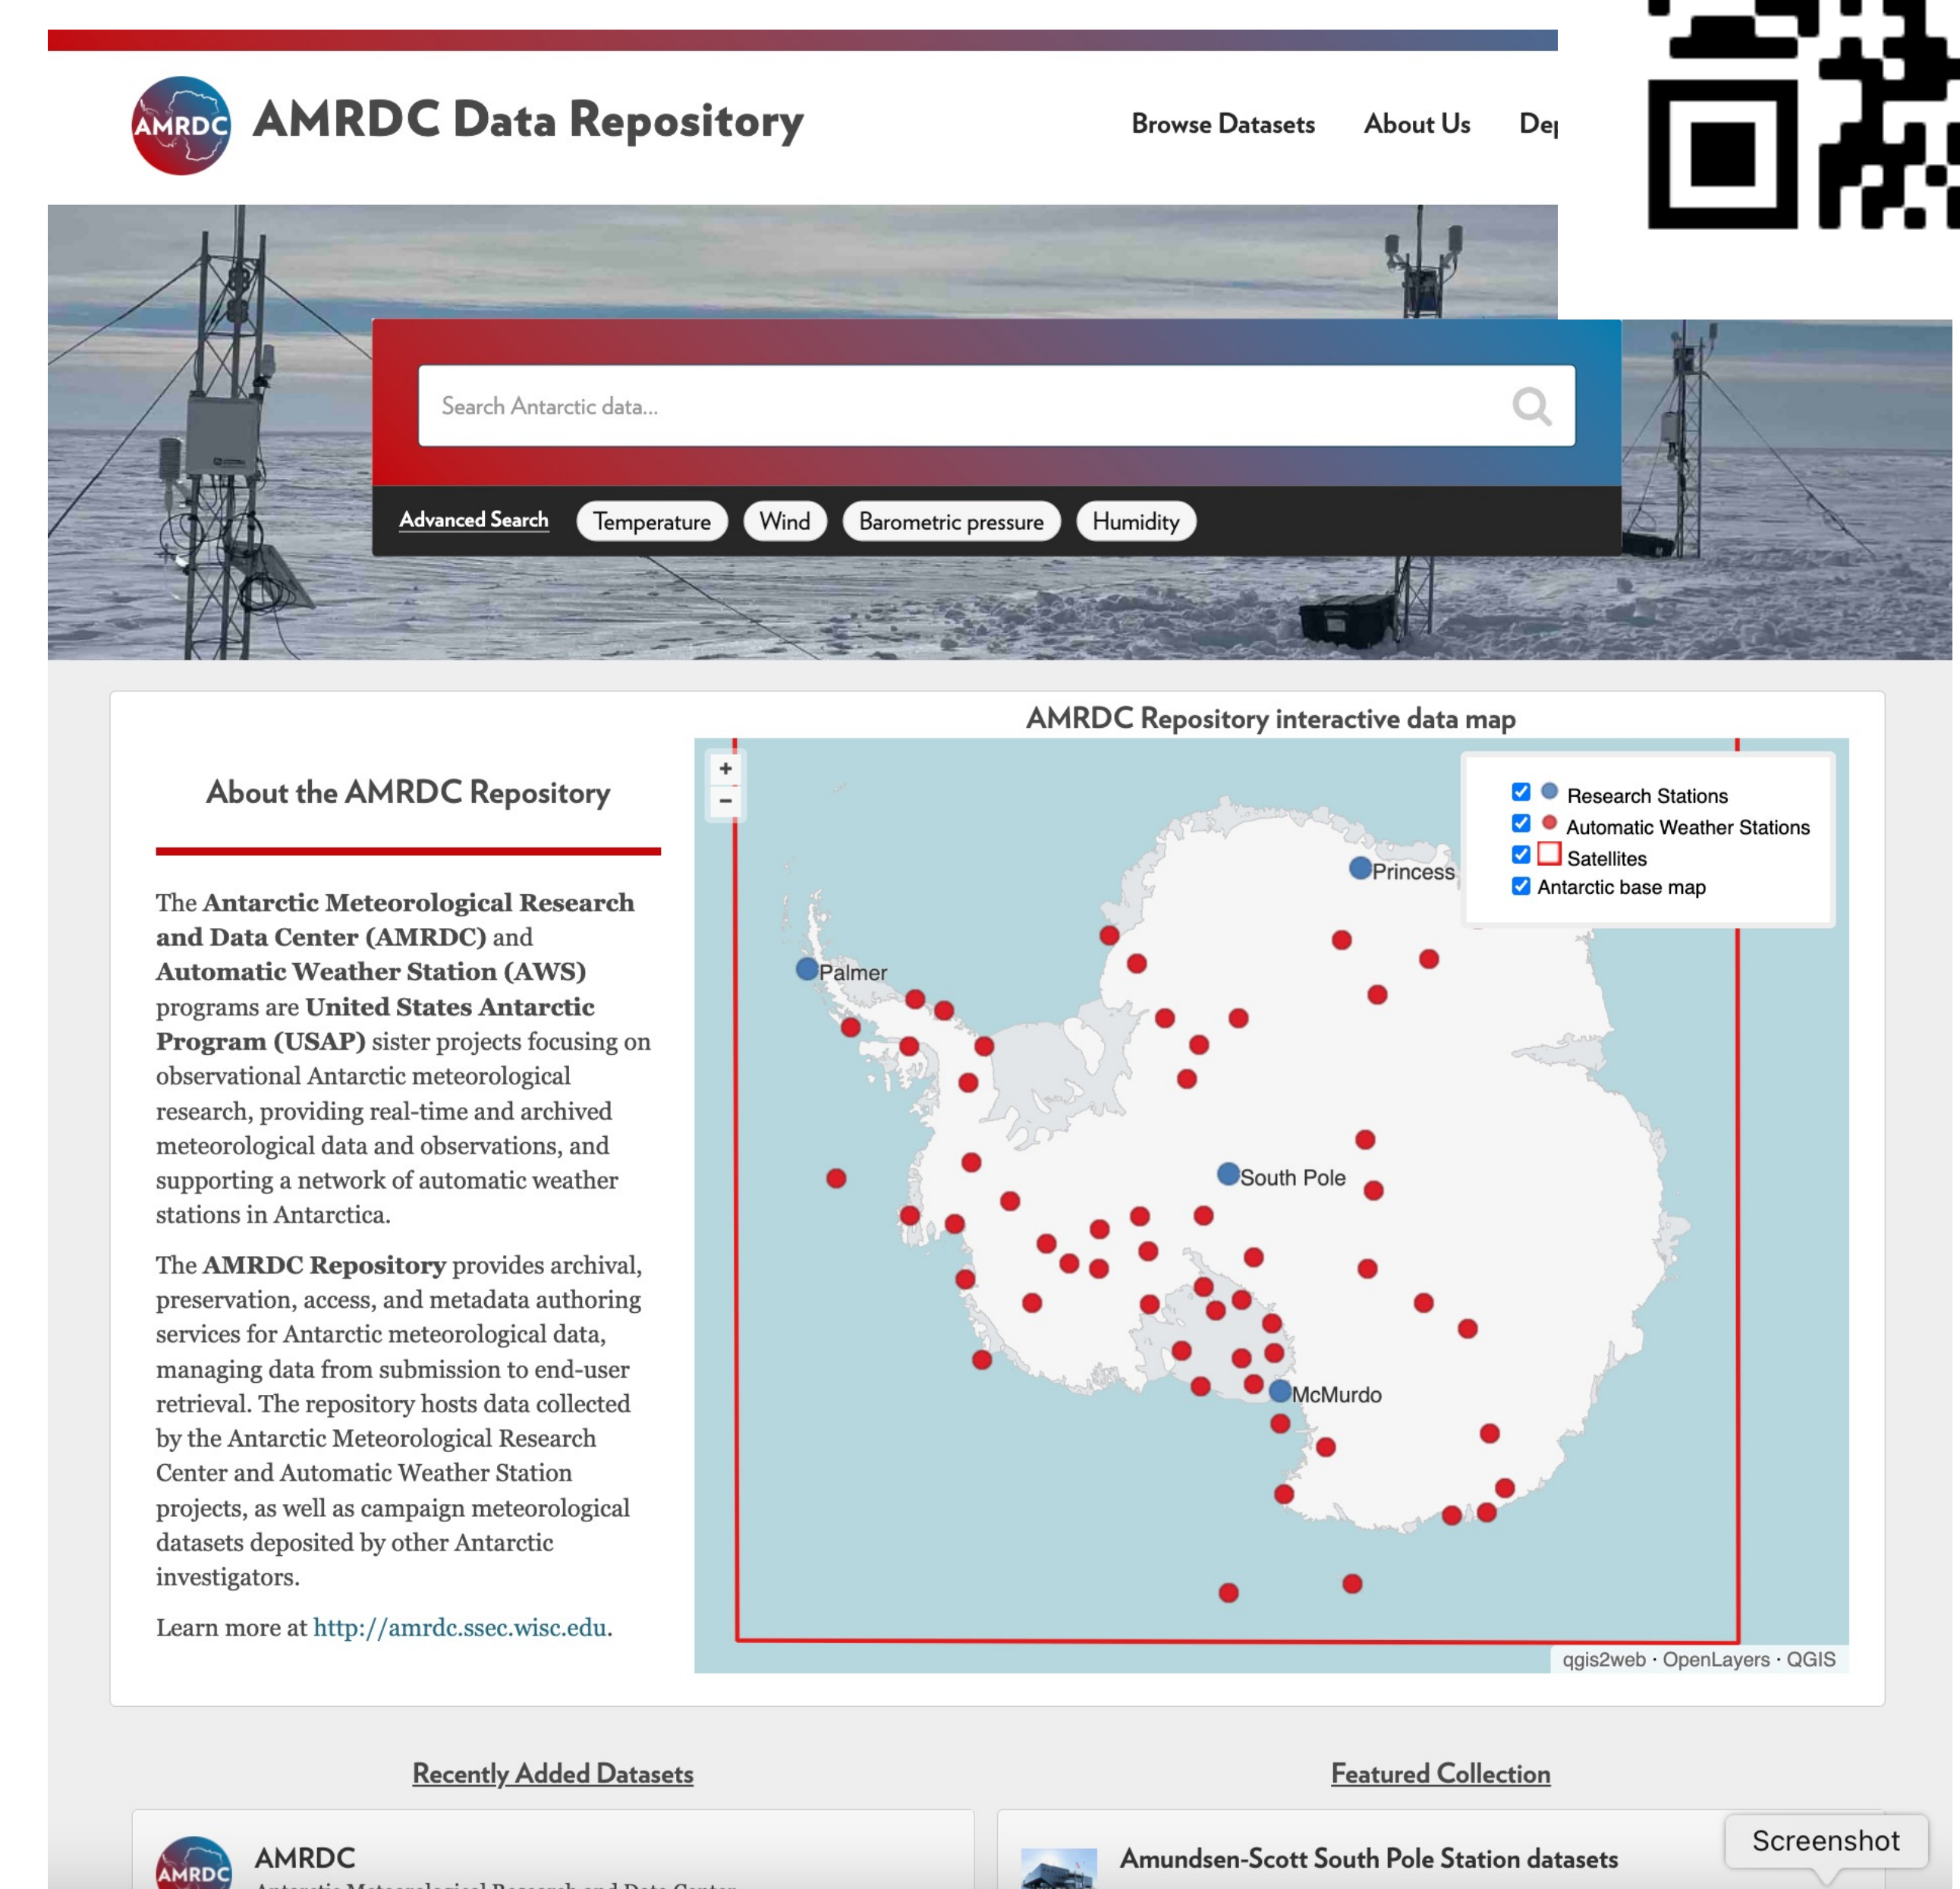 AMRDC
AMRDC Data Repository
Browse Datasets
About Us
Search Antarctic data...
Advanced Search
Temperature
Wind
Barometric pressure
Humidity
About the AMRDC Repository
The Antarctic Meteorological Research
and Data Center (AMRDC) and
Automatic Weather Station (AWS)
programs are United States Antarctic
Program (USAP) sister projects focusing on
observational Antarctic meteorological
research, providing real-time and archived
meteorological data and observations, and
supporting a network of automatic weather
stations in Antarctica.
The AMRDC Repository provides archival,
preservation, access, and metadata authoring
services for Antarctic meteorological data,
managing data from submission to end-user
retrieval. The repository hosts data collected
by the Antarctic Meteorological Research
Center and Automatic Weather Station
projects, as well as campaign meteorological
datasets deposited by other Antarctic
investigators.
Learn more at http://amrdc.ssec.wisc.edu.
AMRDC Repository interactive data map
+
−
Research Stations
Automatic Weather Stations
Satellites
Antarctic base map
Princess
Palmer
South Pole
McMurdo
qgis2web · OpenLayers · QGIS
Recently Added Datasets
AMRDC
AMRDC
Antarctic Meteorological Research and Data Center
Featured Collection
Amundsen-Scott South Pole Station datasets
Screenshot